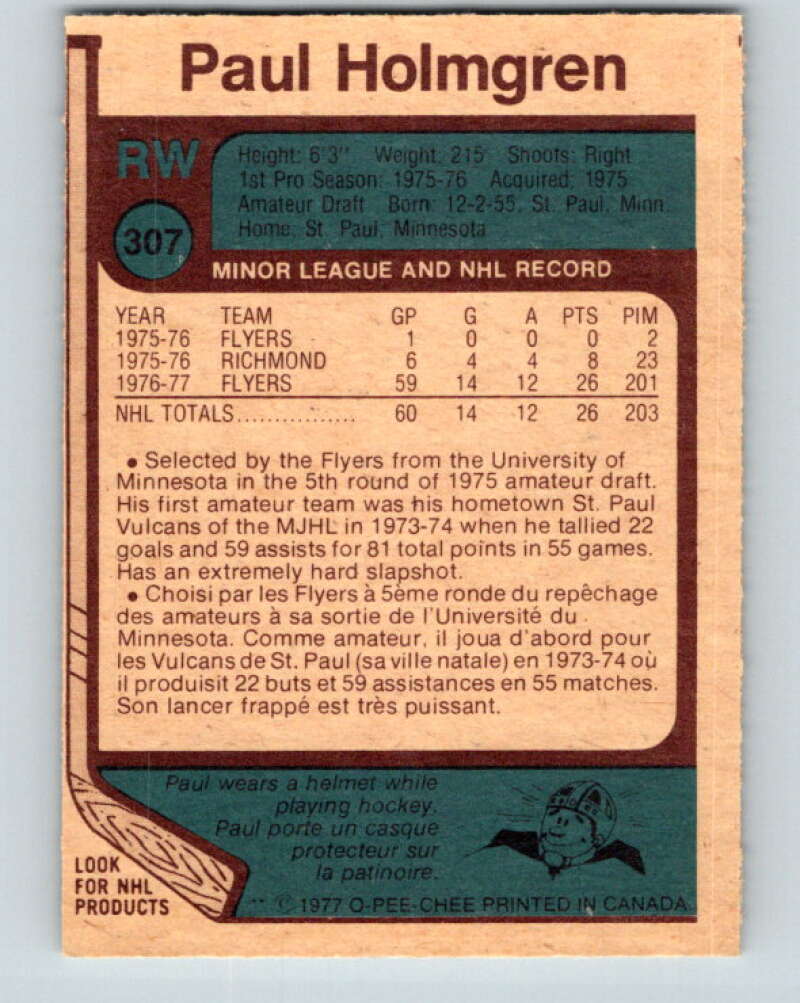 Paul Holmgren
RW
307
Height: 6'3" Weight: 215 Shoots: Right
1st Pro Season: 1975-76 Acquired: 1975
Amateur Draft Born: 12-2-55, St. Paul, Minn.
Home: St. Paul, Minnesota
MINOR LEAGUE AND NHL RECORD
YEAR TEAM GP G A PTS PIM
1975-76 FLYERS 1 0 0 0 2
1975-76 RICHMOND 6 4 4 8 23
1976-77 FLYERS 59 14 12 26 201
NHL TOTALS................ 60 14 12 26 203
• Selected by the Flyers from the University of
Minnesota in the 5th round of 1975 amateur draft.
His first amateur team was his hometown St. Paul
Vulcans of the MJHL in 1973-74 when he tallied 22
goals and 59 assists for 81 total points in 55 games.
Has an extremely hard slapshot.
• Choisi par les Flyers à 5ème ronde du repêchage
des amateurs à sa sortie de l'Université du
Minnesota. Comme amateur, il joua d'abord pour
les Vulcans de St. Paul (sa ville natale) en 1973-74 où
il produisit 22 buts et 59 assistances en 55 matches.
Son lancer frappé est très puissant.
Paul wears a helmet while
playing hockey.
Paul porte un casque
protecteur sur
la patinoire.
LOOK
FOR NHL
PRODUCTS
** © 1977 O-PEE-CHEE PRINTED IN CANADA